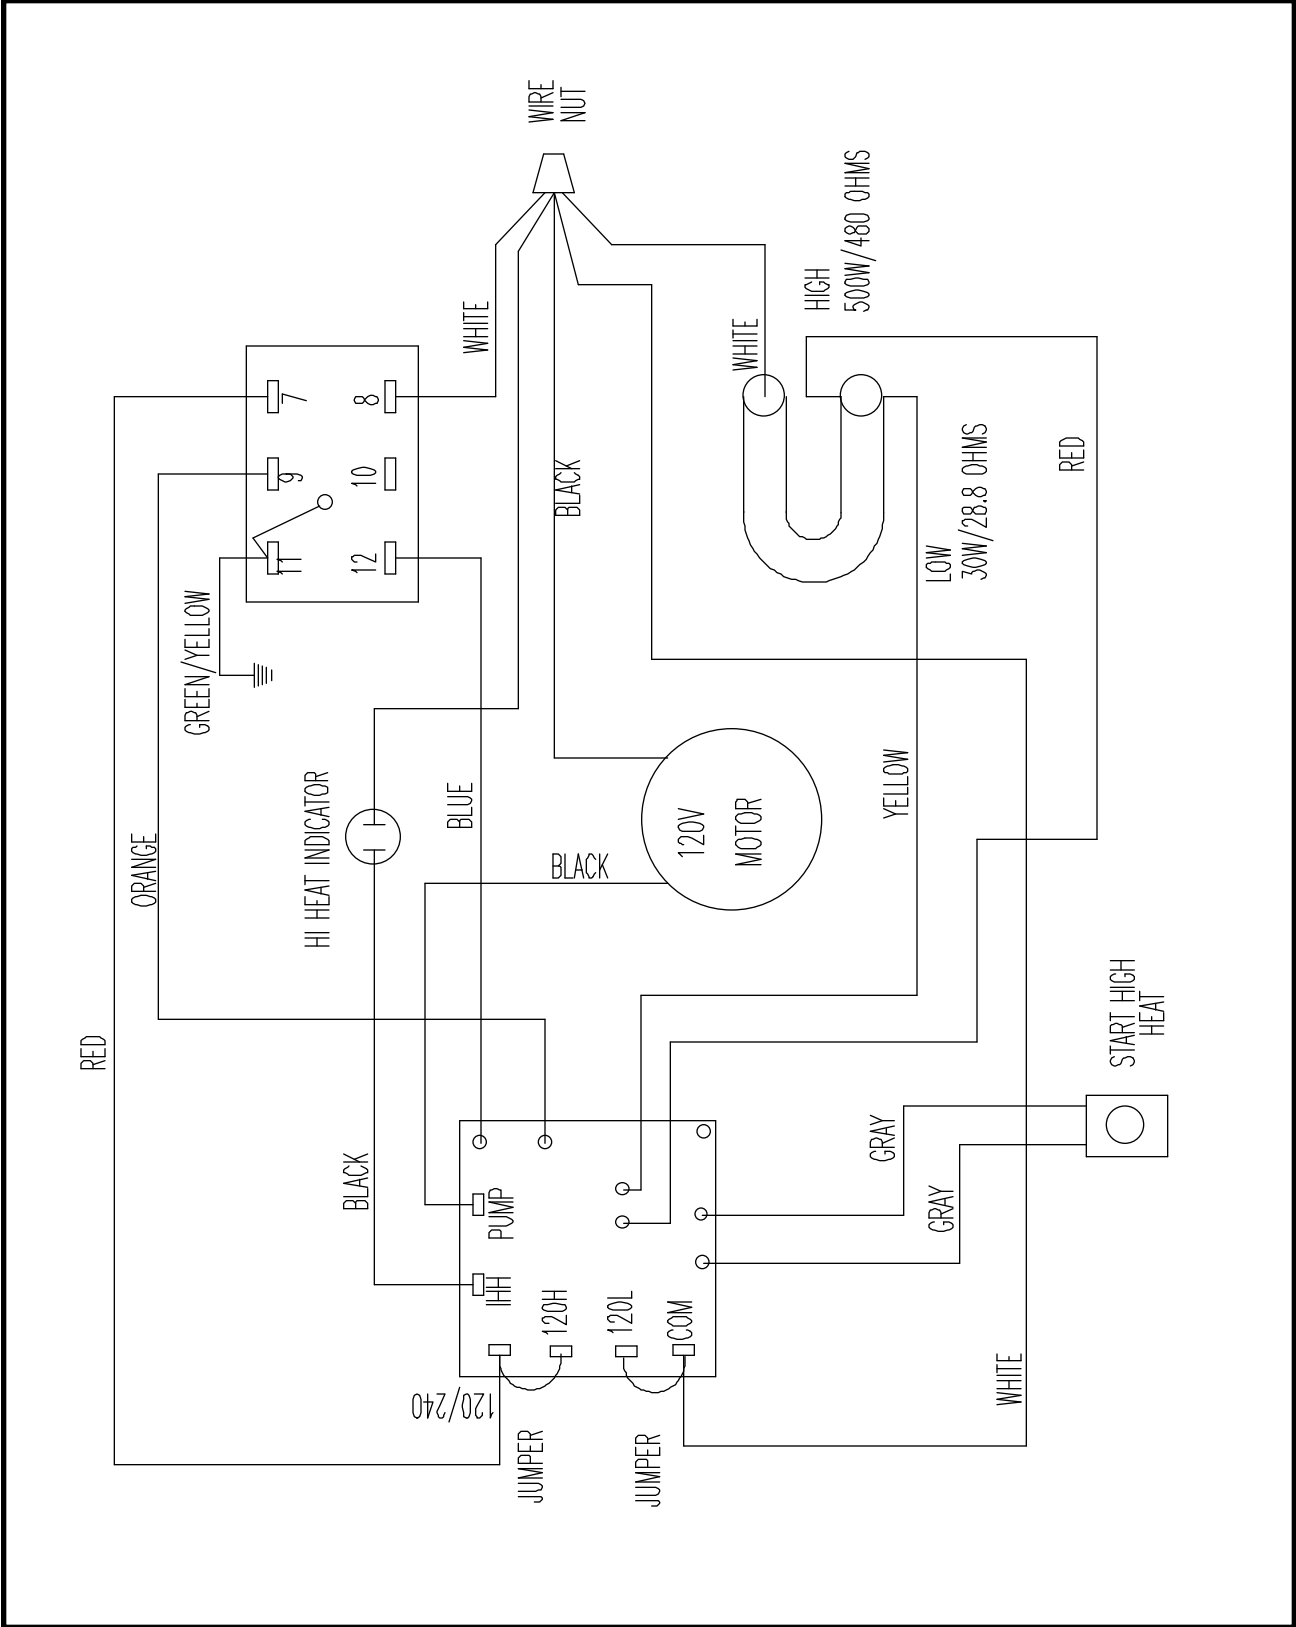 WIRE
NUT
HIGH
500W/480 OHMS
WHITE
WHITE
7
8
9
10
11
12
BLACK
RED
LOW
30W/28.8 OHMS
GREEN/YELLOW
HI HEAT INDICATOR
ORANGE
BLUE
BLACK
120V
MOTOR
YELLOW
RED
START HIGH
HEAT
BLACK
GRAY
GRAY
PUMP
IHH
120H
120L
COM
120/240
JUMPER
JUMPER
WHITE